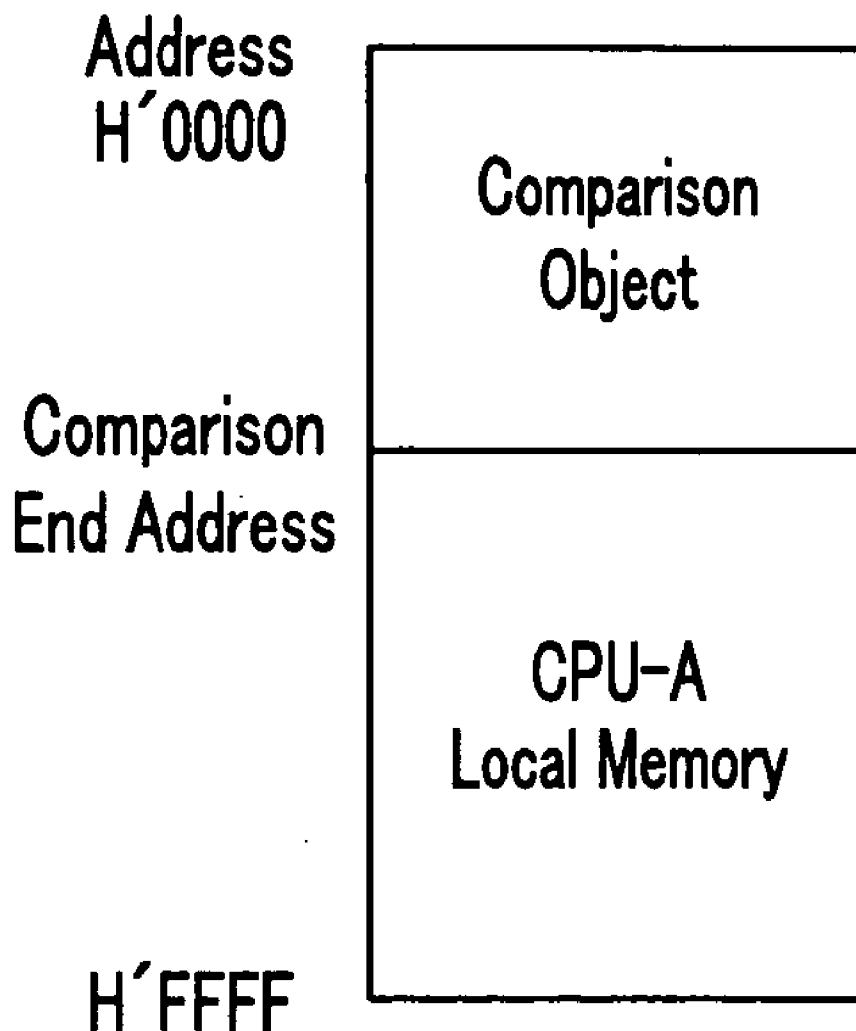 Address
H´0000
Comparison
Object
Comparison
End Address
CPU-A
Local Memory
H´FFFF